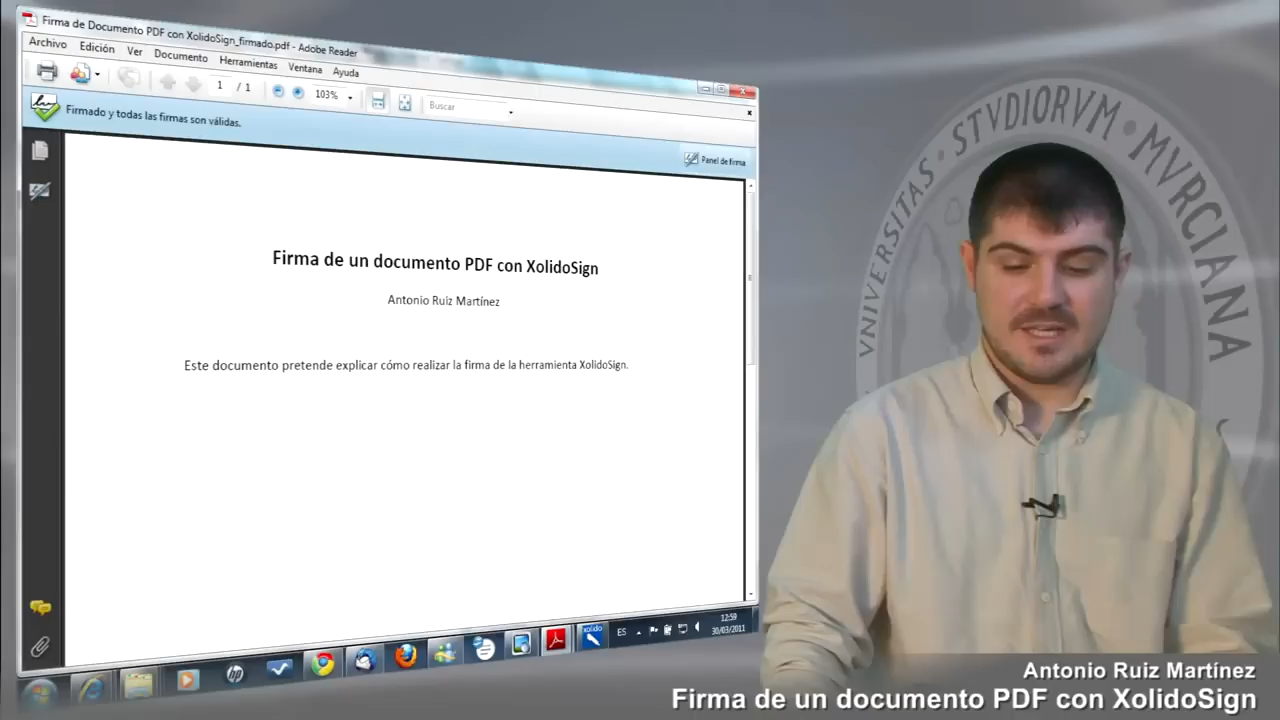 Firma de Documento PDF con XolidoSign_firmado.pdf - Adobe Reader
Archivo Edición Ver Documento Herramientas Ventana Ayuda
1 / 1 103% Buscar
Firmado y todas las firmas son válidas.
Panel de firma
Firma de un documento PDF con XolidoSign
Antonio Ruiz Martínez
Este documento pretende explicar cómo realizar la firma de la herramienta XolidoSign.
VNIVERSITAS · STVDIORVM · MVRCIANA
hp
xolido
ES
12:59
30/03/2011
Antonio Ruiz Martínez
Firma de un documento PDF con XolidoSign